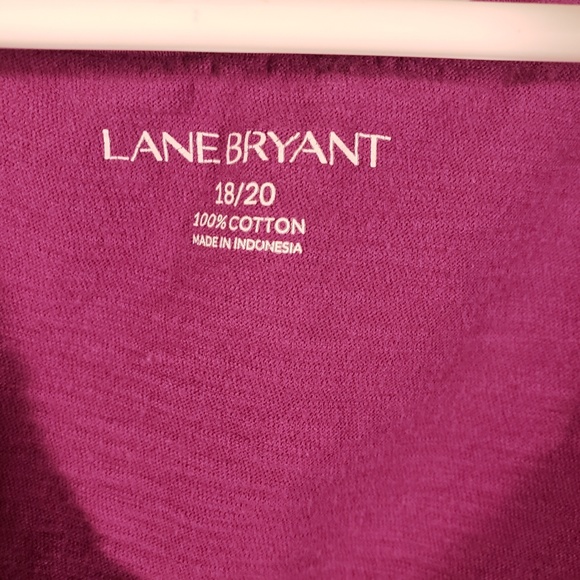 LANE BRYANT
18/20
100% COTTON
MADE IN INDONESIA